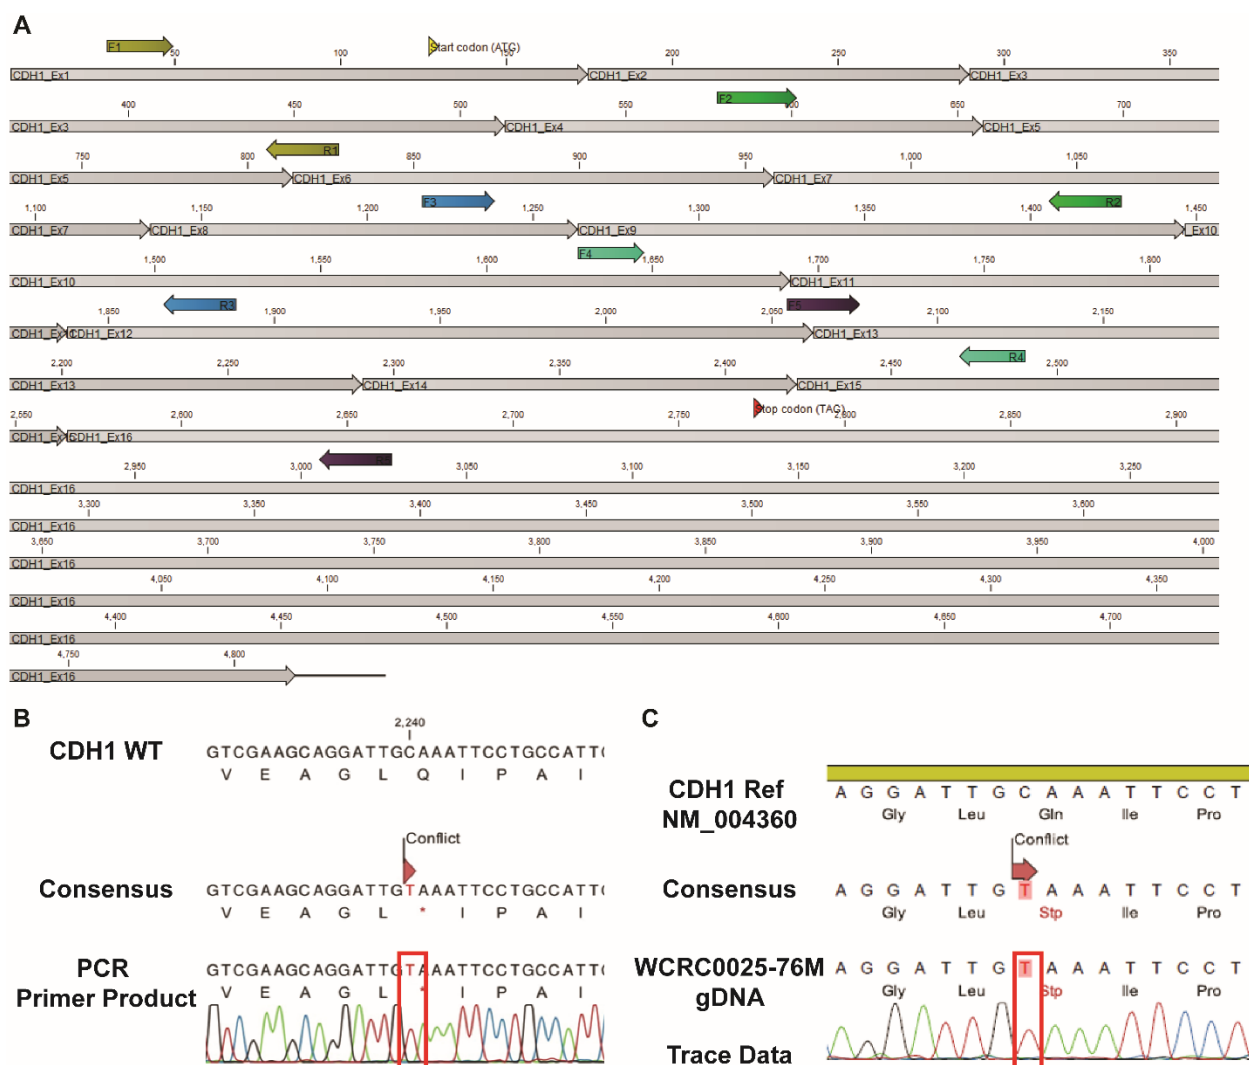 A
F1
Start codon (ATG)
50 100 150 200 250 300 350
CDH1_Ex1 CDH1_Ex2 CDH1_Ex3
F2
400 450 500 550 600 650 700
CDH1_Ex3 CDH1_Ex4 CDH1_Ex5
R1
750 800 850 900 950 1,000 1,050
CDH1_Ex5 CDH1_Ex6 CDH1_Ex7
F3 R2
1,100 1,150 1,200 1,250 1,300 1,350 1,400 1,450
CDH1_Ex7 CDH1_Ex8 CDH1_Ex9 _Ex10
F4
1,500 1,550 1,600 1,650 1,700 1,750 1,800
CDH1_Ex10 CDH1_Ex11
R3 F5
1,850 1,900 1,950 2,000 2,050 2,100 2,150
CDH1_Ex12 CDH1_Ex13
R4
2,200 2,250 2,300 2,350 2,400 2,450 2,500
CDH1_Ex13 CDH1_Ex14 CDH1_Ex15
Stop codon (TAG)
2,550 2,600 2,650 2,700 2,750 2,800 2,850 2,900
CDH1_Ex16
R5
2,950 3,000 3,050 3,100 3,150 3,200 3,250
CDH1_Ex16
3,300 3,350 3,400 3,450 3,500 3,550 3,600
CDH1_Ex16
3,650 3,700 3,750 3,800 3,850 3,900 3,950 4,000
CDH1_Ex16
4,050 4,100 4,150 4,200 4,250 4,300 4,350
CDH1_Ex16
4,400 4,450 4,500 4,550 4,600 4,650 4,700
CDH1_Ex16
4,750 4,800
CDH1_Ex16
B
2,240
CDH1 WT
GTCGAAGCAGGATTGCAAATTCCTGCCATT
V E A G L Q I P A I
Conflict
Consensus
GTCGAAGCAGGATTGTAAATTCCTGCCATT
V E A G L * I P A I
PCR
Primer Product
GTCGAAGCAGGATTGTAAATTCCTGCCATT
V E A G L * I P A I
C
CDH1 Ref
NM_004360
A G G A T T G C A A A T T C C T
Gly Leu Gln Ile Pro
Conflict
Consensus
A G G A T T G T A A A T T C C T
Gly Leu Stp Ile Pro
WCRC0025-76M
gDNA
A G G A T T G T A A A T T C C T
Gly Leu Stp Ile Pro
Trace Data